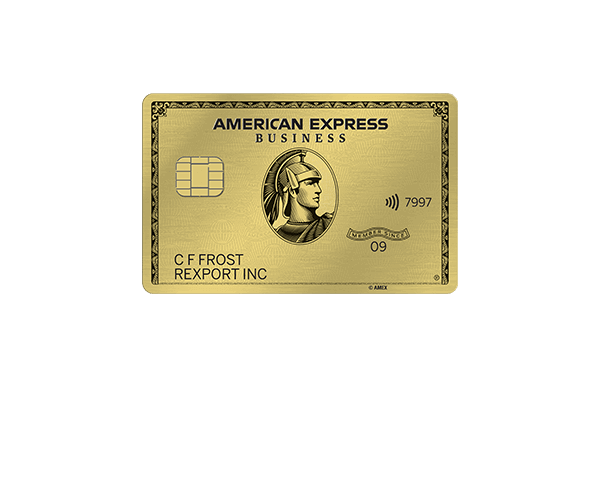 AMERICAN EXPRESS
BUSINESS
7997
MEMBER SINCE
09
C F FROST
REXPORT INC
®
© AMEX